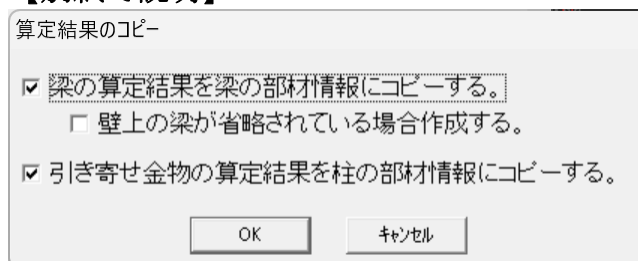 算定結果のコピー
梁の算定結果を梁の部材情報にコピーする。
壁上の梁が省略されている場合作成する。
引き寄せ金物の算定結果を柱の部材情報にコピーする。
OK
キャンセル